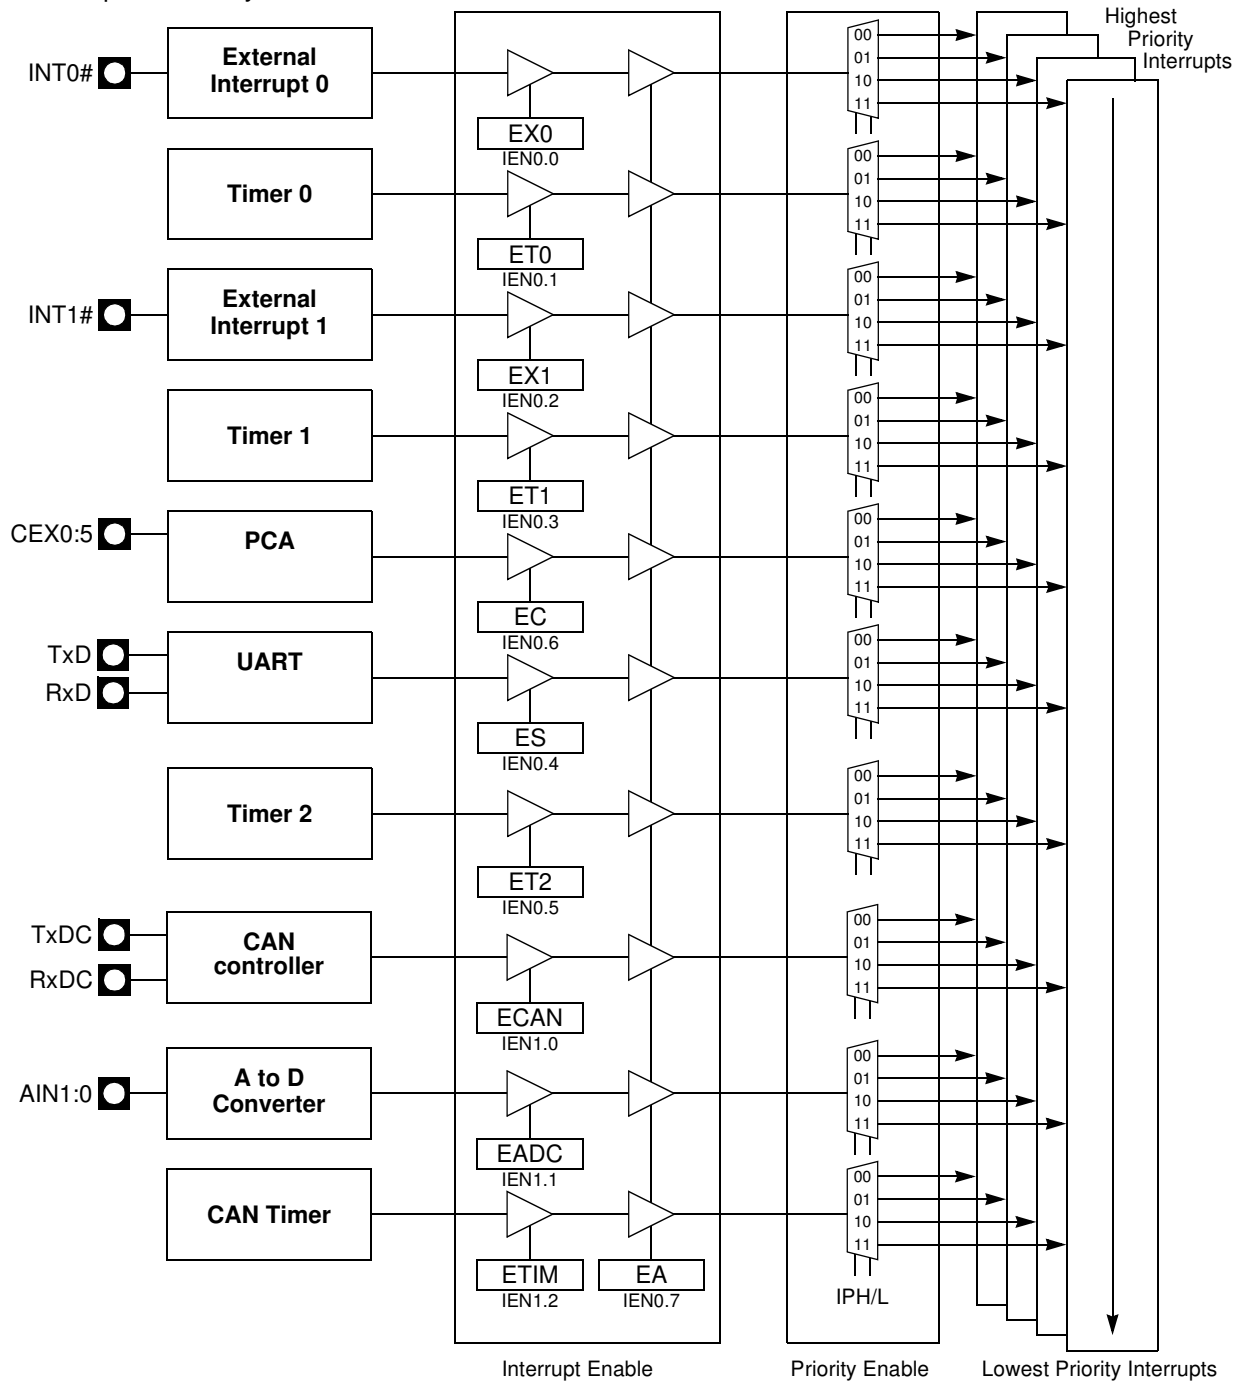 Highest
Priority
Interrupts
INT0#
External
Interrupt 0
EX0
IEN0.0
00
01
10
11
Timer 0
ET0
IEN0.1
00
01
10
11
INT1#
External
Interrupt 1
EX1
IEN0.2
00
01
10
11
Timer 1
ET1
IEN0.3
00
01
10
11
CEX0:5
PCA
EC
IEN0.6
00
01
10
11
TxD
RxD
UART
ES
IEN0.4
00
01
10
11
Timer 2
ET2
IEN0.5
00
01
10
11
TxDC
RxDC
CAN
controller
ECAN
IEN1.0
00
01
10
11
AIN1:0
A to D
Converter
EADC
IEN1.1
00
01
10
11
CAN Timer
ETIM
IEN1.2
EA
IEN0.7
00
01
10
11
IPH/L
Interrupt Enable
Priority Enable
Lowest Priority Interrupts